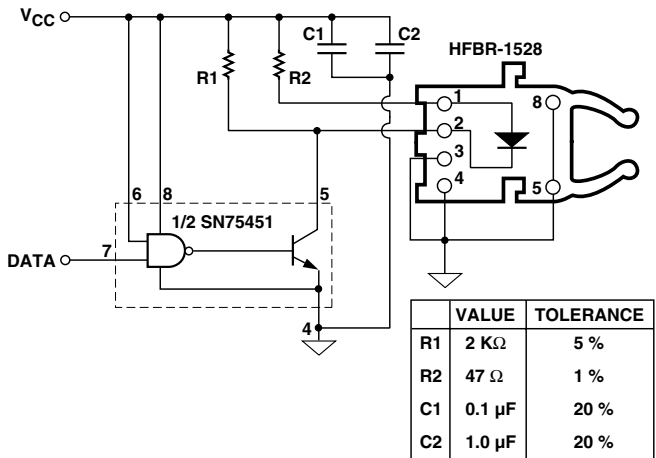 V_CC
C1
C2
HFBR-1528
R1
R2
1
8
2
3
4
5
6
8
5
1/2 SN75451
DATA
7
4
VALUE TOLERANCE
R1 2 KΩ 5 %
R2 47 Ω 1 %
C1 0.1 µF 20 %
C2 1.0 µF 20 %